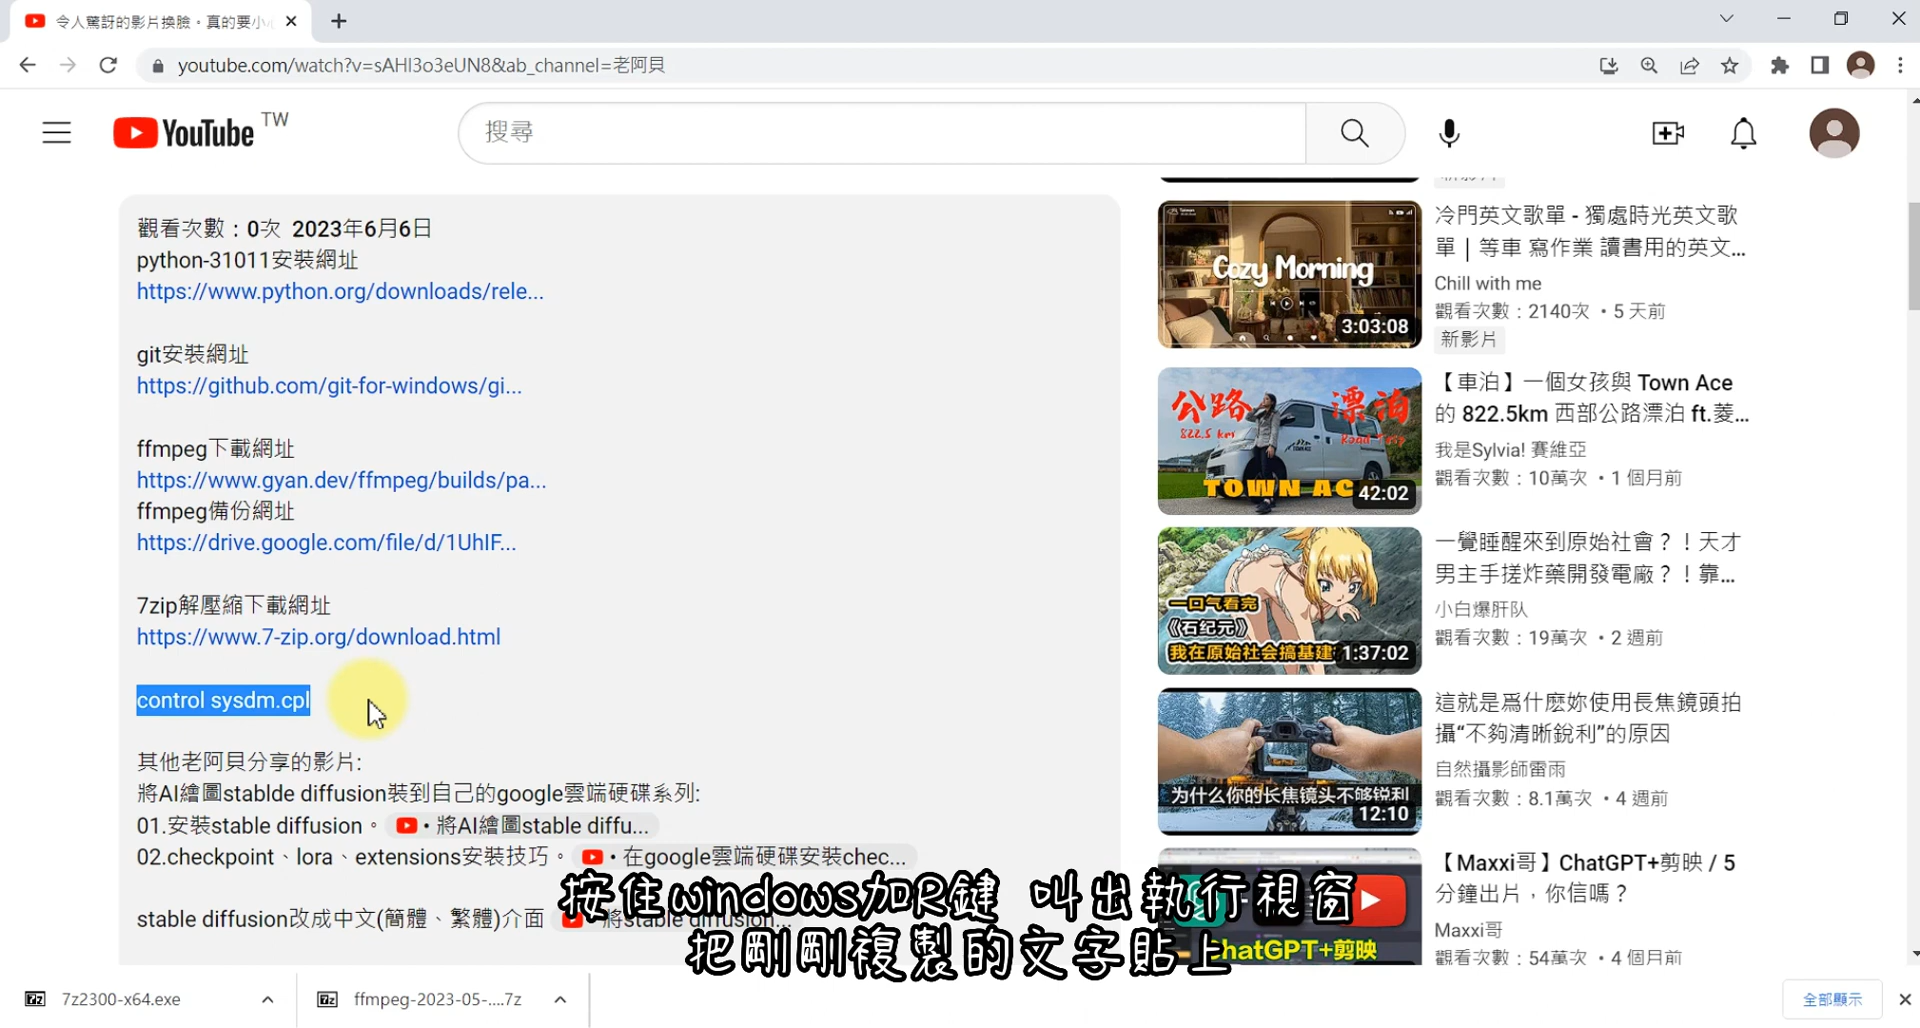 令人驚訝的影片換臉。真的要小
youtube.com/watch?v=sAHI3o3eUN8&ab_channel=老阿貝
YouTube TW
搜尋
觀看次數：0次 2023年6月6日
python-31011安裝網址
https://www.python.org/downloads/rele...
git安裝網址
https://github.com/git-for-windows/gi...
ffmpeg下載網址
https://www.gyan.dev/ffmpeg/builds/pa...
ffmpeg備份網址
https://drive.google.com/file/d/1UhIF...
7zip解壓縮下載網址
https://www.7-zip.org/download.html
control sysdm.cpl
其他老阿貝分享的影片:
將AI繪圖stablde diffusion裝到自己的google雲端硬碟系列:
01.安裝stable diffusion。 • 將AI繪圖stable diffu...
02.checkpoint、lora、extensions安裝技巧。 • 在google雲端硬碟安裝chec...
stable diffusion改成中文(簡體、繁體)介面 • 將stable diffusion...
按住windows加R鍵 叫出執行視窗
把剛剛複製的文字貼上
新影片
Cozy Morning
3:03:08
冷門英文歌單 - 獨處時光英文歌
單 | 等車 寫作業 讀書用的英文...
Chill with me
觀看次數：2140次 • 5 天前
新影片
公路 漂泊
822.5 km Road Trip
TOWN AC
42:02
【車泊】一個女孩與 Town Ace
的 822.5km 西部公路漂泊 ft.菱...
我是Sylvia! 賽維亞
觀看次數：10萬次 • 1 個月前
一口气看完
《石纪元》
我在原始社会搞基建
1:37:02
一覺睡醒來到原始社會？！天才
男主手搓炸藥開發電廠？！靠...
小白爆肝队
觀看次數：19萬次 • 2 週前
为什么你的长焦镜头不够锐利
12:10
這就是爲什麽妳使用長焦鏡頭拍
攝“不夠清晰銳利”的原因
自然攝影師雷雨
觀看次數：8.1萬次 • 4 週前
ChatGPT+剪映
【Maxxi哥】ChatGPT+剪映 / 5
分鐘出片，你信嗎？
Maxxi哥
觀看次數：54萬次 • 4 個月前
7z2300-x64.exe
ffmpeg-2023-05-....7z
全部顯示